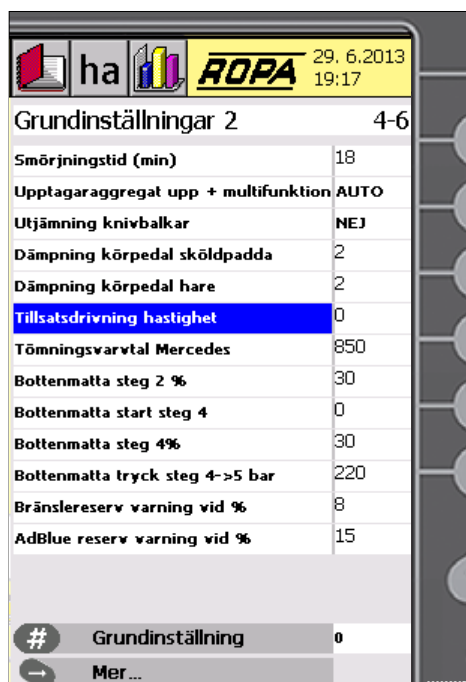 ha ROPA 29. 6.2013
19:17
Grundinställningar 2 4-6
Smörjningstid (min) 18
Upptagaraggregat upp + multifunktion AUTO
Utjämning knivbalkar NEJ
Dämpning körpedal sköldpadda 2
Dämpning körpedal hare 2
Tillsatsdrivning hastighet 0
Tömningsvarvtal Mercedes 850
Bottenmatta steg 2 % 30
Bottenmatta start steg 4 0
Bottenmatta steg 4% 30
Bottenmatta tryck steg 4->5 bar 220
Bränslereserv varning vid % 8
AdBlue reserv varning vid % 15
# Grundinställning 0
Mer...